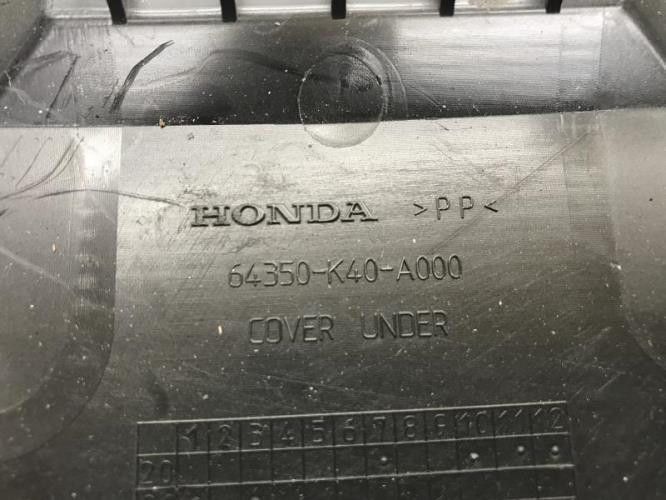 HONDA >PP<
64350-K40-A000
COVER UNDER
1 2 3 4 5 6 7 8 9 10 11 12
20